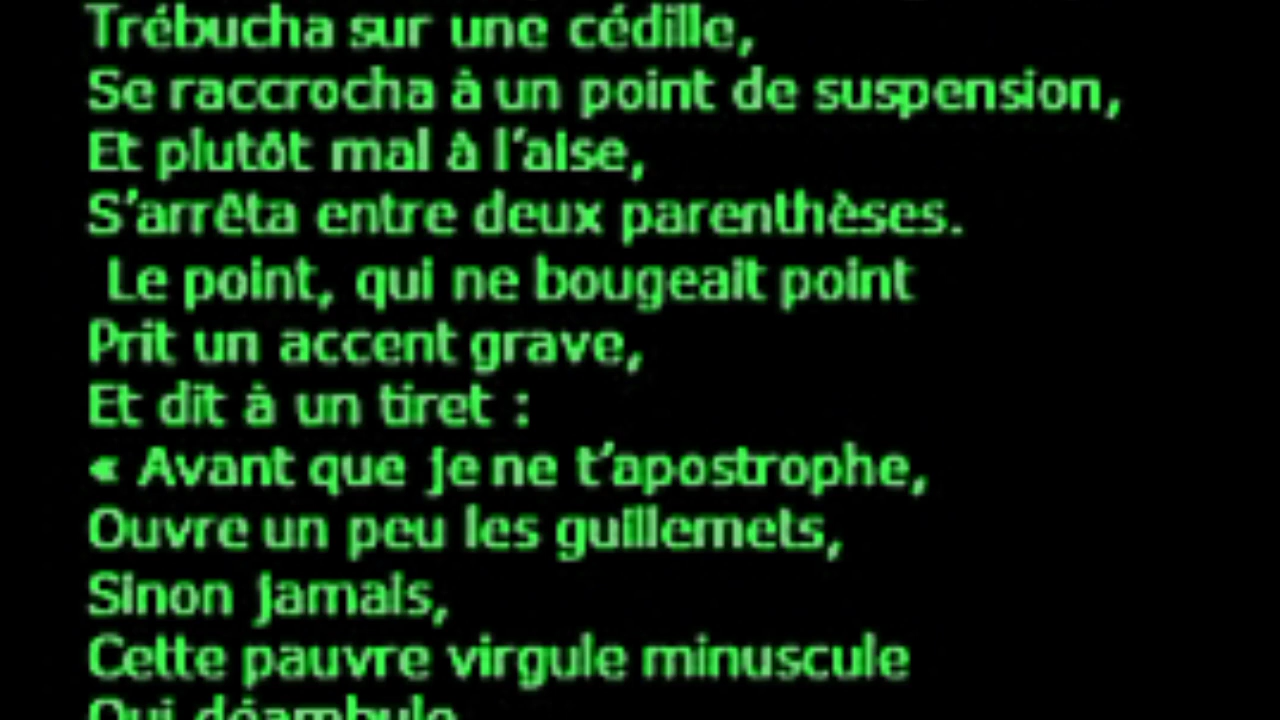 Trébucha sur une cédille,
Se raccrocha à un point de suspension,
Et plutôt mal à l'aise,
S'arrêta entre deux parenthèses.
Le point, qui ne bougeait point
Prit un accent grave,
Et dit à un tiret :
« Avant que je ne t'apostrophe,
Ouvre un peu les guillemets,
Sinon jamais,
Cette pauvre virgule minuscule
Qui déambule